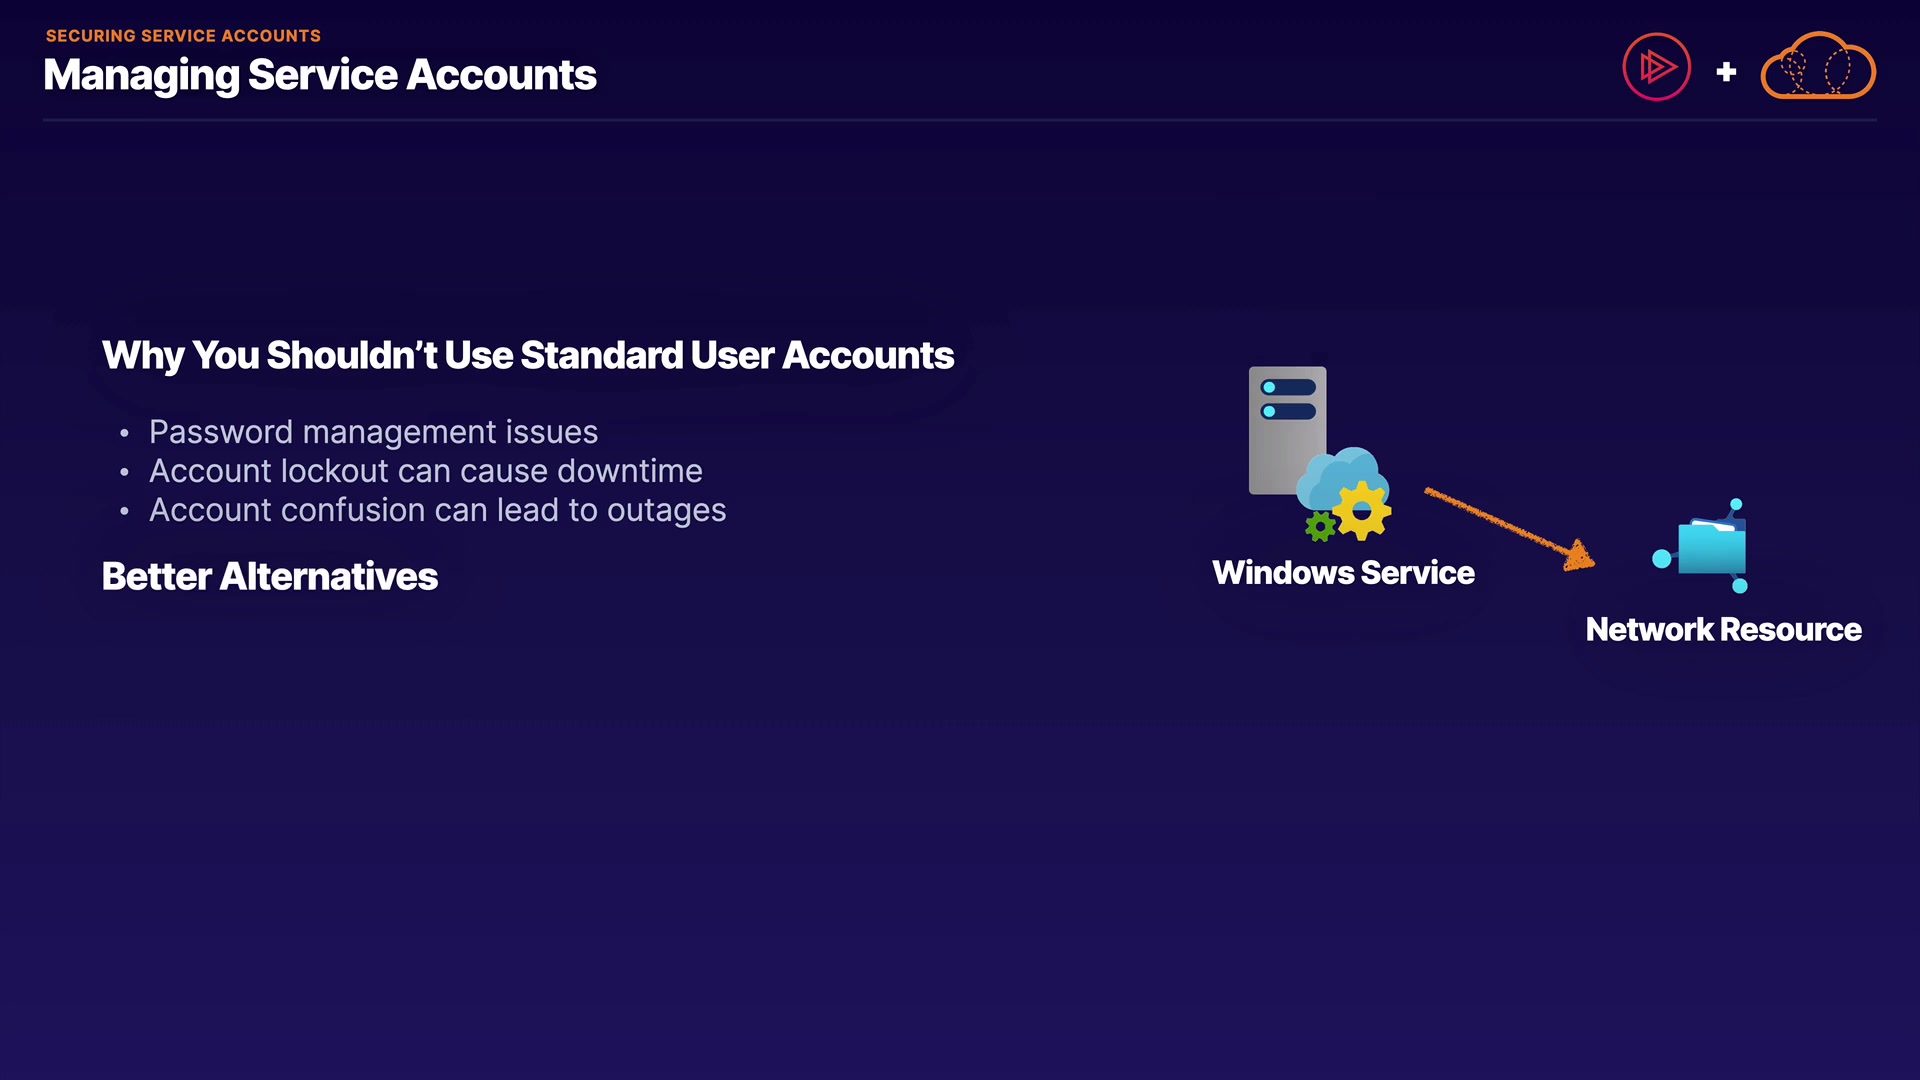 SECURING SERVICE ACCOUNTS
Managing Service Accounts
+
Why You Shouldn’t Use Standard User Accounts
• Password management issues
• Account lockout can cause downtime
• Account confusion can lead to outages
Better Alternatives
Windows Service
Network Resource